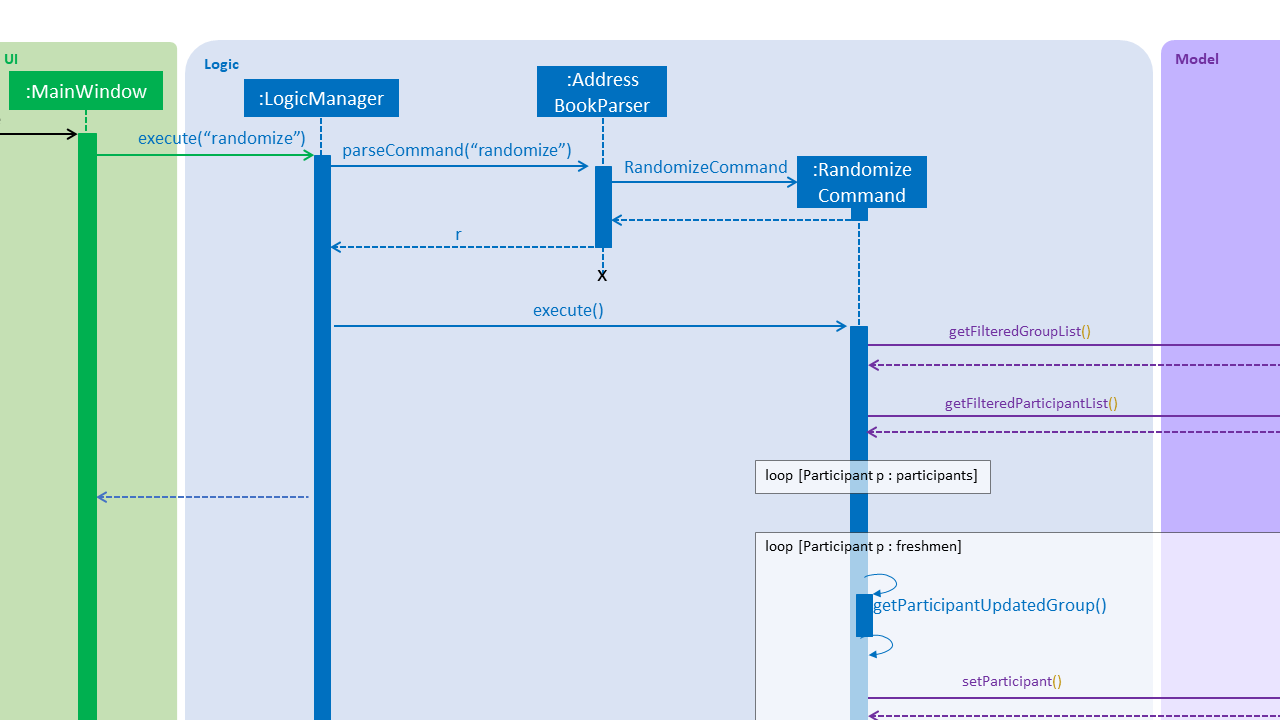 UI
Logic
Model
:MainWindow
:LogicManager
:Address
BookParser
execute(“randomize”)
parseCommand(“randomize”)
RandomizeCommand
:Randomize
Command
r
X
execute()
getFilteredGroupList()
getFilteredParticipantList()
loop [Participant p : participants]
loop [Participant p : freshmen]
getParticipantUpdatedGroup()
setParticipant()